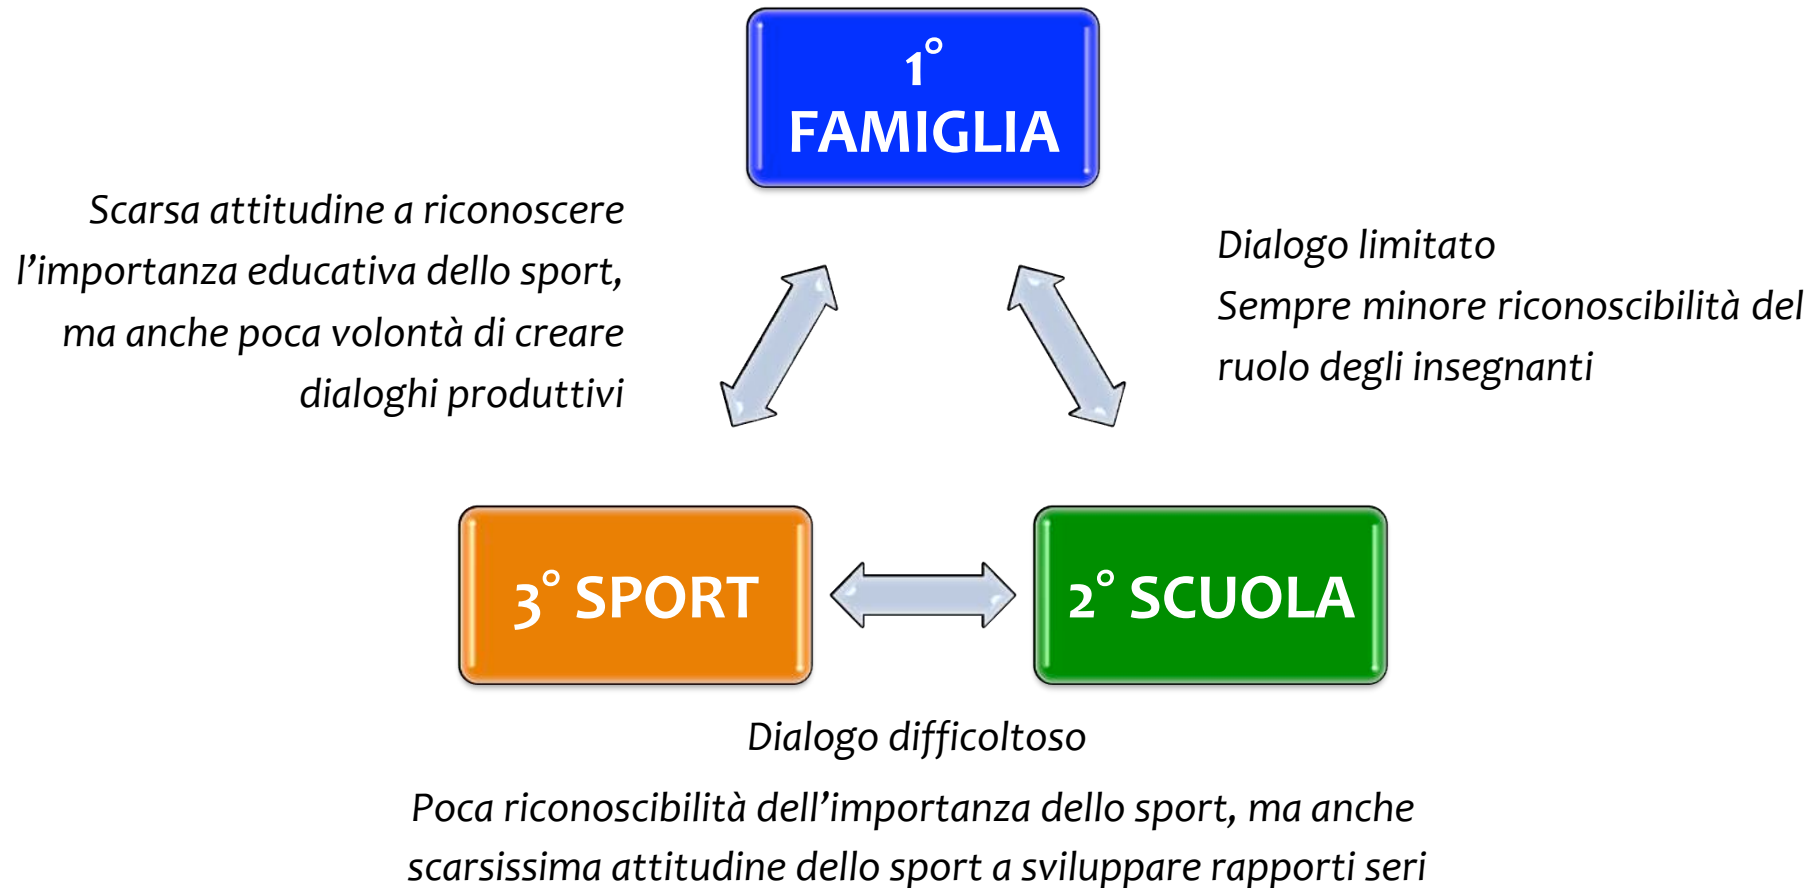 1°
FAMIGLIA
Scarsa attitudine a riconoscere
l’importanza educativa dello sport,
ma anche poca volontà di creare
dialoghi produttivi
Dialogo limitato
Sempre minore riconoscibilità del
ruolo degli insegnanti
3° SPORT
2° SCUOLA
Dialogo difficoltoso
Poca riconoscibilità dell’importanza dello sport, ma anche
scarsissima attitudine dello sport a sviluppare rapporti seri